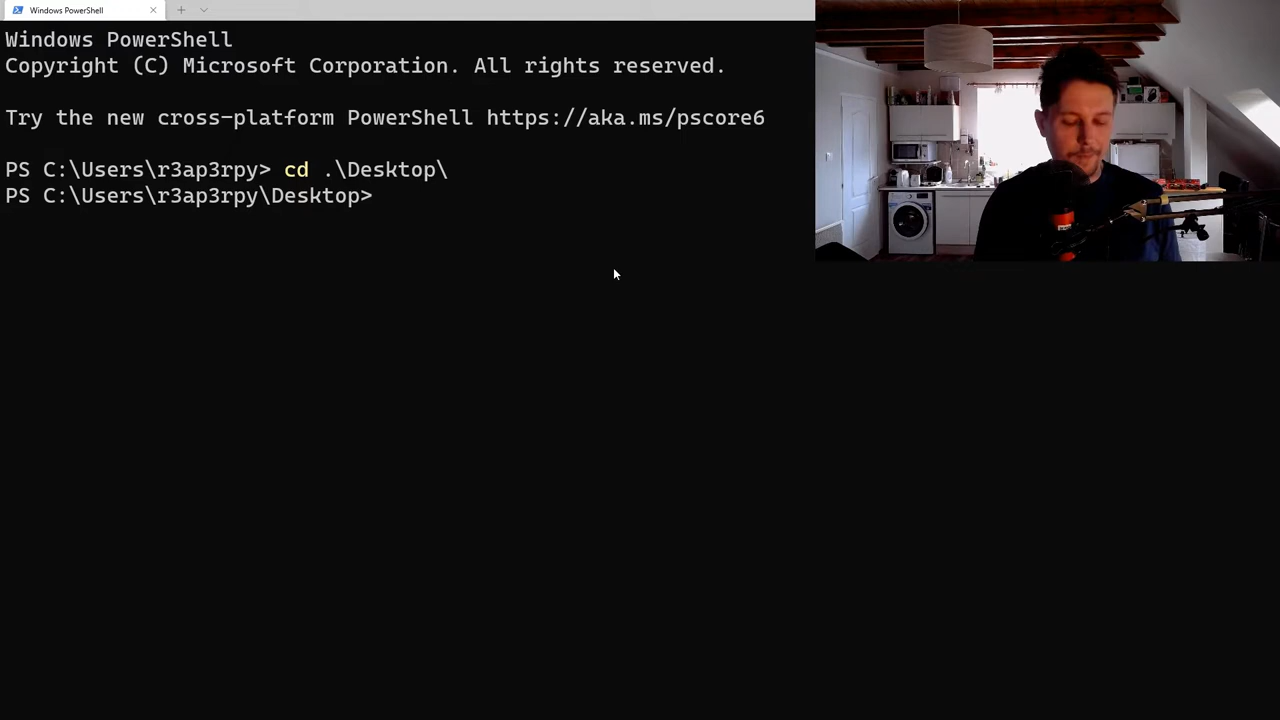 Windows PowerShell
Windows PowerShell
Copyright (C) Microsoft Corporation. All rights reserved.
Try the new cross-platform PowerShell https://aka.ms/pscore6
PS C:\Users\r3ap3rpy> cd .\Desktop\
PS C:\Users\r3ap3rpy\Desktop>